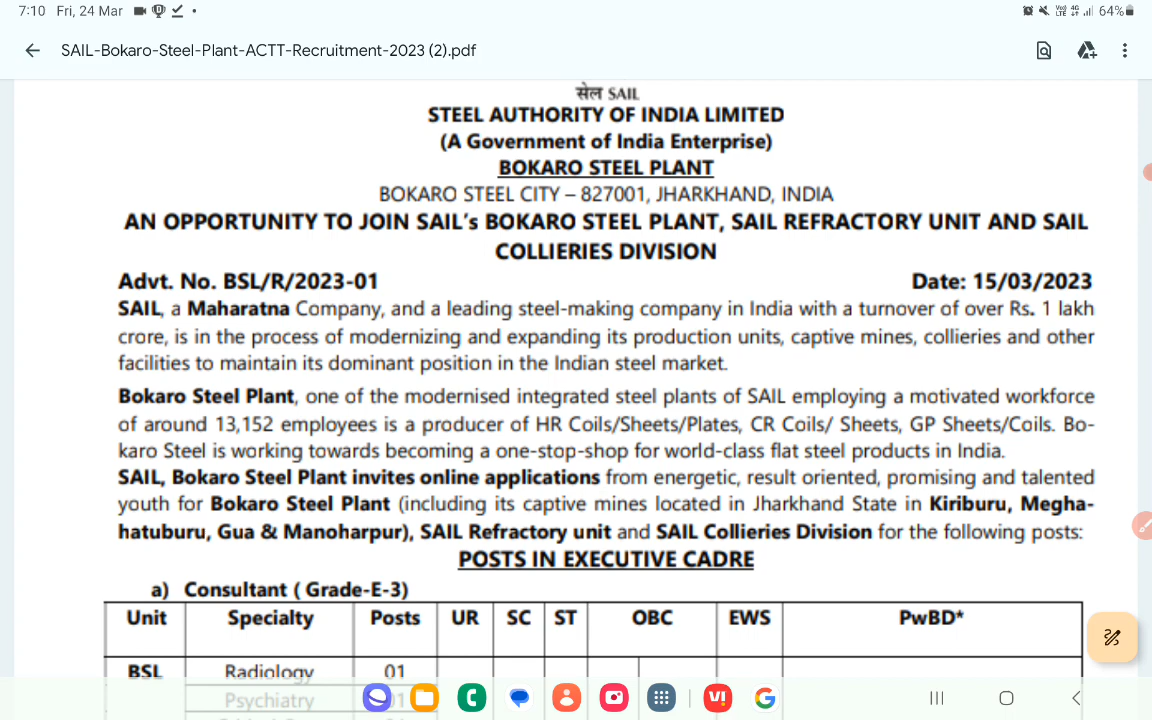 7:10 Fri, 24 Mar
64%
SAIL-Bokaro-Steel-Plant-ACTT-Recruitment-2023 (2).pdf
सेल SAIL
STEEL AUTHORITY OF INDIA LIMITED
(A Government of India Enterprise)
BOKARO STEEL PLANT
BOKARO STEEL CITY – 827001, JHARKHAND, INDIA
AN OPPORTUNITY TO JOIN SAIL's BOKARO STEEL PLANT, SAIL REFRACTORY UNIT AND SAIL
COLLIERIES DIVISION
Advt. No. BSL/R/2023-01 Date: 15/03/2023
SAIL, a Maharatna Company, and a leading steel-making company in India with a turnover of over Rs. 1 lakh
crore, is in the process of modernizing and expanding its production units, captive mines, collieries and other
facilities to maintain its dominant position in the Indian steel market.
Bokaro Steel Plant, one of the modernised integrated steel plants of SAIL employing a motivated workforce
of around 13,152 employees is a producer of HR Coils/Sheets/Plates, CR Coils/ Sheets, GP Sheets/Coils. Bo-
karo Steel is working towards becoming a one-stop-shop for world-class flat steel products in India.
SAIL, Bokaro Steel Plant invites online applications from energetic, result oriented, promising and talented
youth for Bokaro Steel Plant (including its captive mines located in Jharkhand State in Kiriburu, Megha-
hatuburu, Gua & Manoharpur), SAIL Refractory unit and SAIL Collieries Division for the following posts:
POSTS IN EXECUTIVE CADRE
a) Consultant ( Grade-E-3)
Unit Specialty Posts UR SC ST OBC EWS PwBD*
BSL Radiology 01
Psychiatry